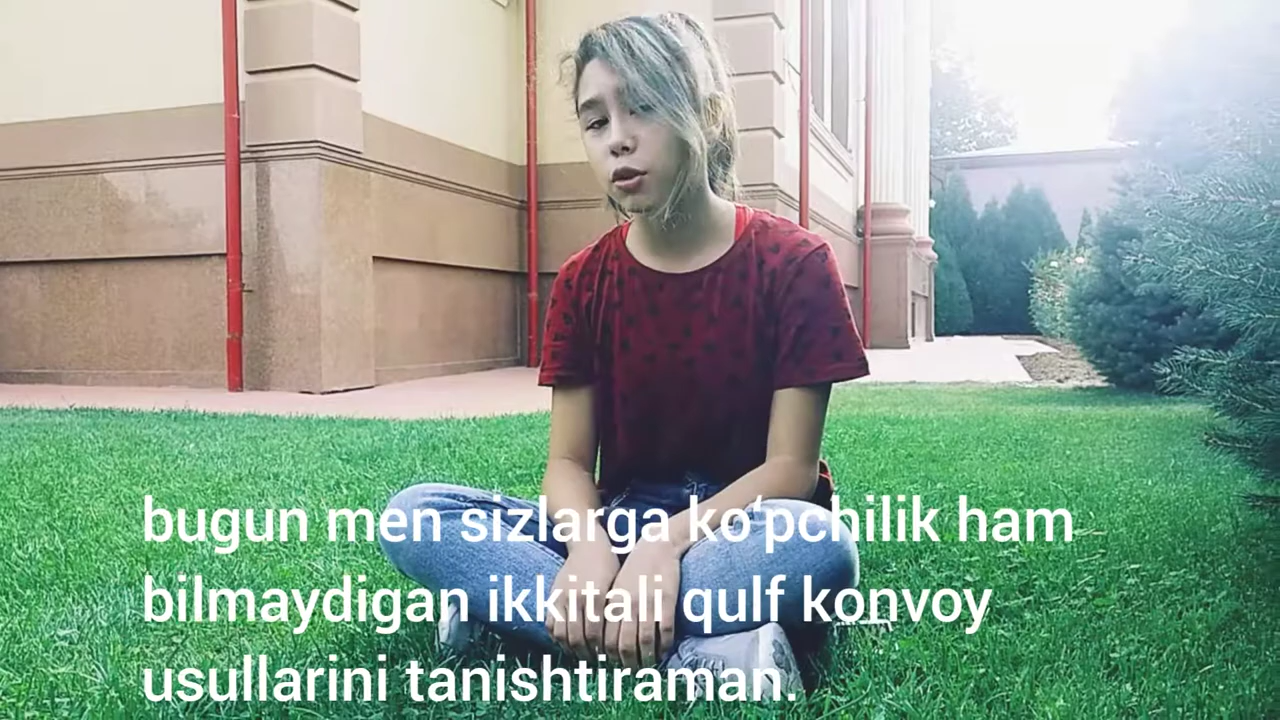 bugun men sizlarga ko‘pchilik ham
bilmaydigan ikkitali qulf konvoy
usullarini tanishtiraman.